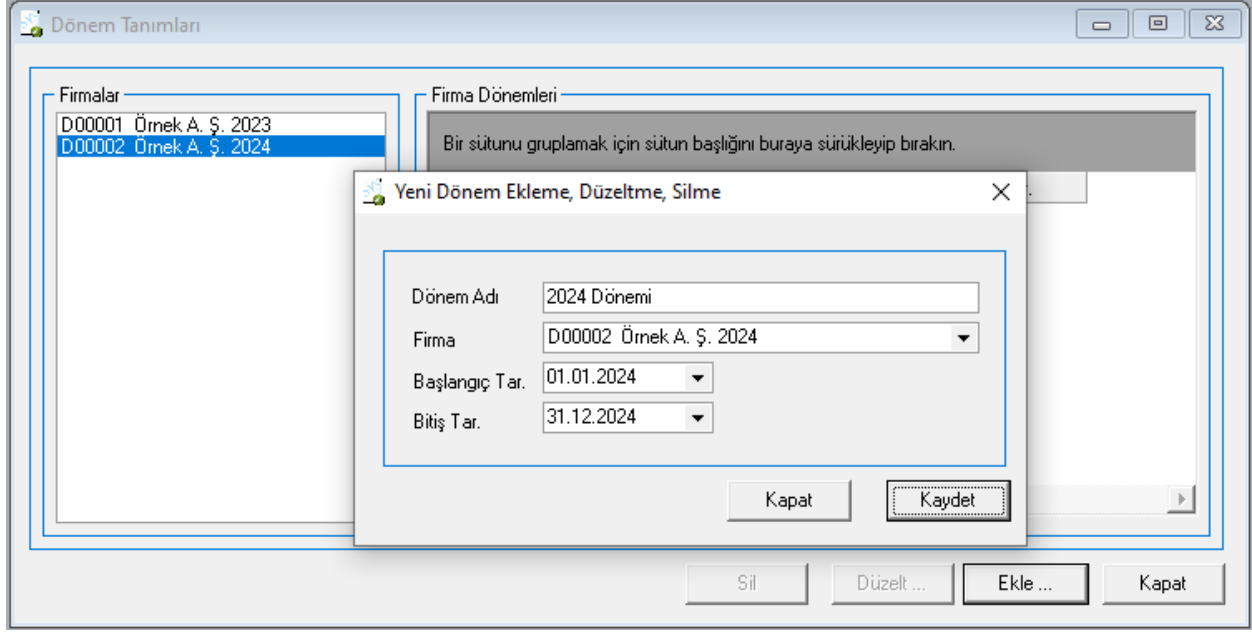 Dönem Tanımları
Firmalar
D00001 Örnek A. Ş. 2023
D00002 Örnek A. Ş. 2024
Firma Dönemleri
Bir sütunu gruplamak için sütun başlığını buraya sürükleyip bırakın.
Yeni Dönem Ekleme, Düzeltme, Silme
Dönem Adı 2024 Dönemi
Firma D00002 Örnek A. Ş. 2024
Başlangıç Tar. 01.01.2024
Bitiş Tar. 31.12.2024
Kapat Kaydet
Sil Düzelt ... Ekle ... Kapat